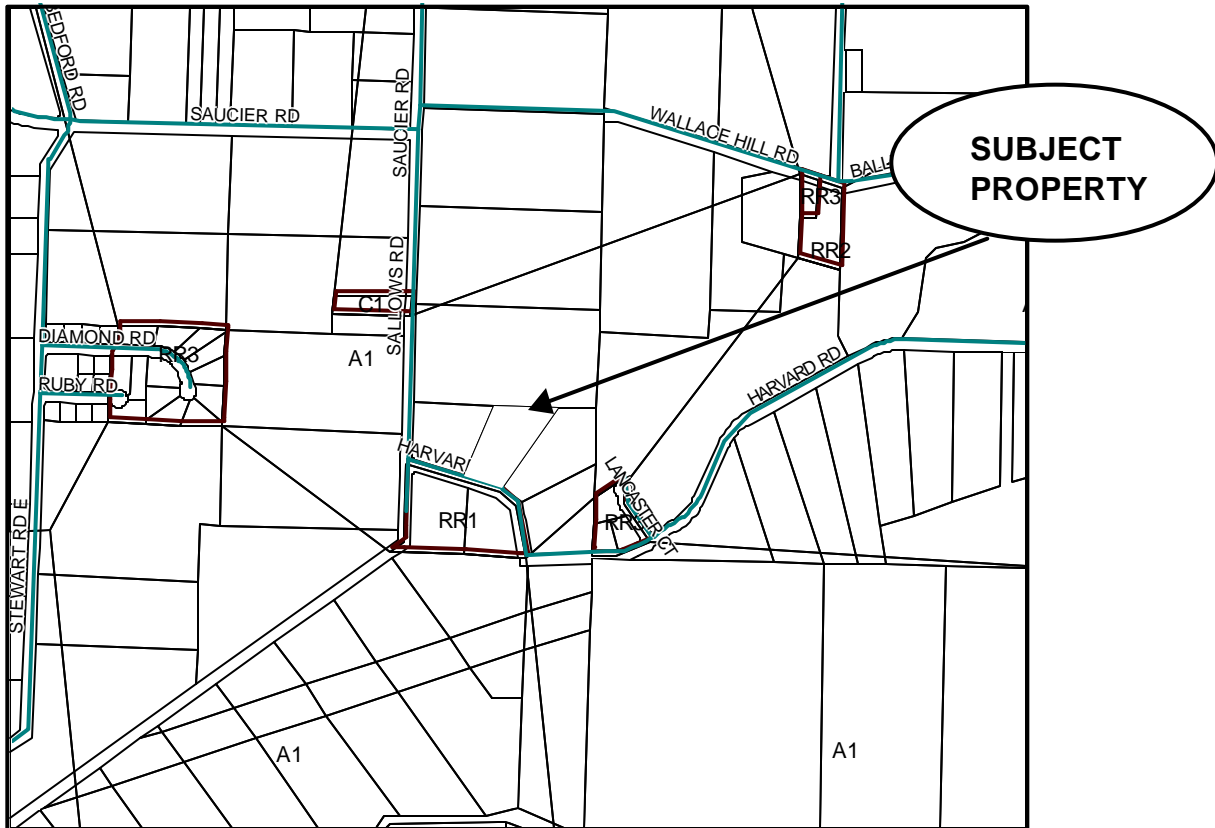 BEDFORD RD
SAUCIER RD
SAUCIER RD
WALLACE HILL RD
BALL
SUBJECT
PROPERTY
RR3
RR2
SALLOWS RD
C1
DIAMOND RD
RR3
A1
RUBY RD
HARVARD RD
HARVAR
LANCASTER CT
RR1
STEWART RD E
A1
A1